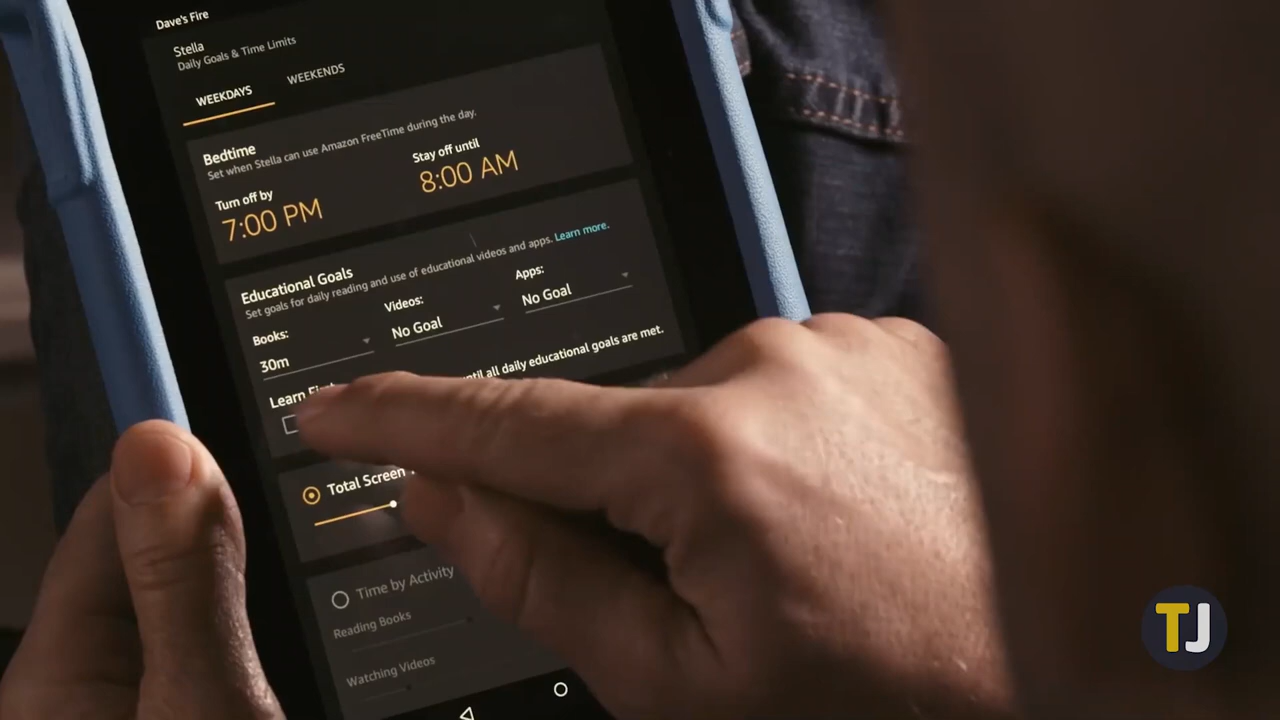 Dave's Fire
Stella
Daily Goals & Time Limits
WEEKDAYS WEEKENDS
Bedtime
Set when Stella can use Amazon FreeTime during the day.
Turn off by Stay off until
7:00 PM 8:00 AM
Educational Goals
Set goals for daily reading and use of educational videos and apps. Learn more.
Books: Videos: Apps:
30m No Goal No Goal
Learn until all daily educational goals are met.
Total Screen
Time by Activity
Reading Books
Watching Videos
TJ